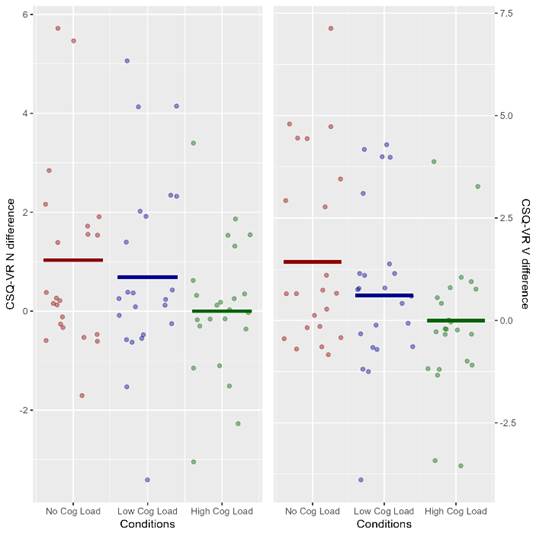 6
4
2
0
-2
CSQ-VR N difference
No Cog Load
Low Cog Load
High Cog Load
Conditions
7.5
5.0
2.5
0.0
-2.5
CSQ-VR V difference
No Cog Load
Low Cog Load
High Cog Load
Conditions